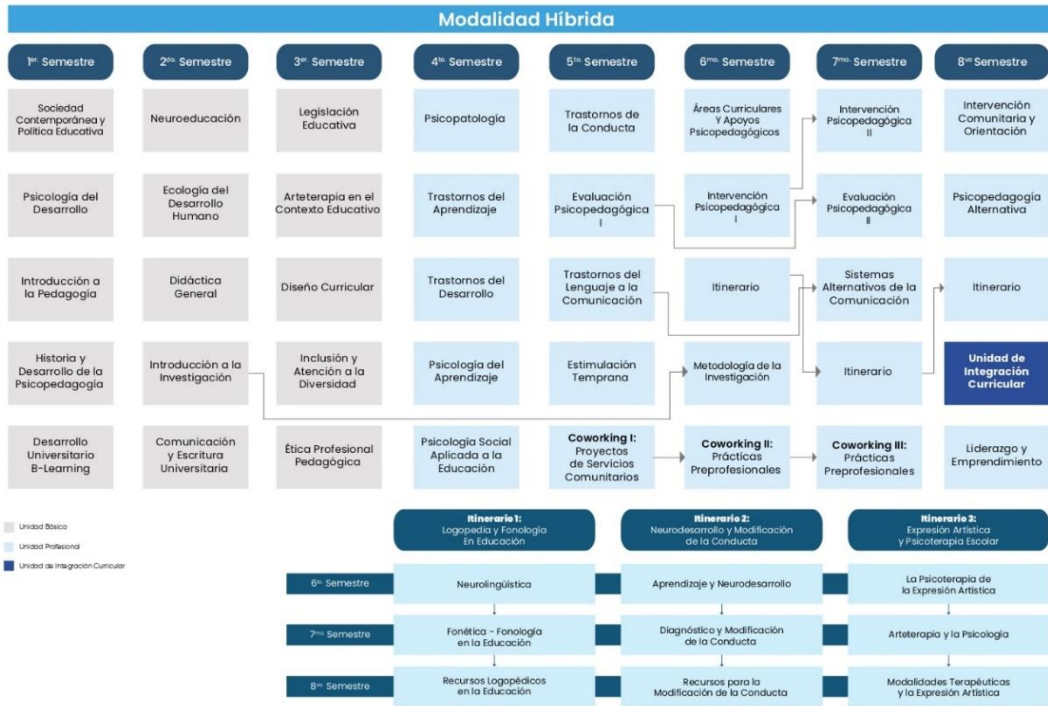 Modalidad Híbrida
1er. Semestre
2do. Semestre
3er. Semestre
4to. Semestre
5to. Semestre
6mo. Semestre
7mo. Semestre
8vo Semestre
Sociedad
Contemporánea y
Política Educativa
Neuroeducación
Legislación
Educativa
Psicopatología
Trastornos de
la Conducta
Áreas Curriculares
Y Apoyos
Psicopedagógicos
Intervención
Psicopedagógica
II
Intervención
Comunitaria y
Orientación
Psicología del
Desarrollo
Ecología del
Desarrollo
Humano
Arteterapia en el
Contexto Educativo
Trastornos del
Aprendizaje
Evaluación
Psicopedagógica
I
Intervención
Psicopedagógica
I
Evaluación
Psicopedagógica
II
Psicopedagogía
Alternativa
Introducción a
la Pedagogía
Didáctica
General
Diseño Curricular
Trastornos del
Desarrollo
Trastornos del
Lenguaje a la
Comunicación
Itinerario
Sistemas
Alternativos de la
Comunicación
Itinerario
Historia y
Desarrollo de la
Psicopedagogía
Introducción a la
Investigación
Inclusión y
Atención a la
Diversidad
Psicología del
Aprendizaje
Estimulación
Temprana
Metodología de la
Investigación
Itinerario
Unidad de
Integración
Curricular
Desarrollo
Universitario
B-Learning
Comunicación
y Escritura
Universitaria
Ética Profesional
Pedagógica
Psicología Social
Aplicada a la
Educación
Coworking I:
Proyectos
de Servicios
Comunitarios
Coworking II:
Prácticas
Preprofesionales
Coworking III:
Prácticas
Preprofesionales
Liderazgo y
Emprendimiento
Unidad Básica
Unidad Profesional
Unidad de Integración Curricular
Itinerario 1:
Logopedia y Fonología
En Educación
Itinerario 2:
Neurodesarrollo y Modificación
de la Conducta
Itinerario 3:
Expresión Artística
y Psicoterapia Escolar
6to Semestre
Neurolingüística
Aprendizaje y Neurodesarrollo
La Psicoterapia de
la Expresión Artística
7mo Semestre
Fonética - Fonología
en la Educación
Diagnóstico y Modificación
de la Conducta
Arteterapia y la Psicología
8vo Semestre
Recursos Logopédicos
en la Educación
Recursos para la
Modificación de la Conducta
Modalidades Terapéuticas
y la Expresión Artística